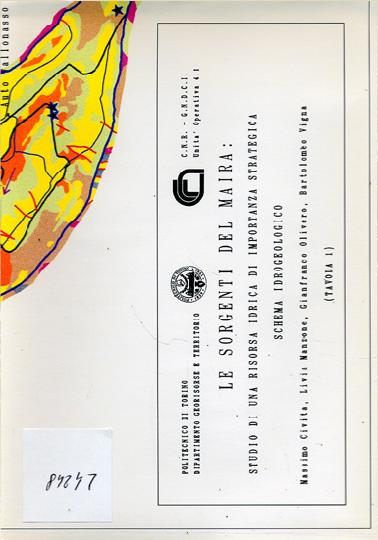 Vallonasso
POLITECNICO DI TORINO
DIPARTIMENTO GEORISORSE E TERRITORIO
C.N.R. - G.N.D.C.I
Unita' Operativa 4.1
LE SORGENTI DEL MAIRA:
STUDIO DI UNA RISORSA IDRICA DI IMPORTANZA STRATEGICA
SCHEMA IDROGEOLOGICO
Massimo Civita, Livia Manzone, Gianfranco Olivero, Bartolomeo Vigna
(TAVOLA 1)